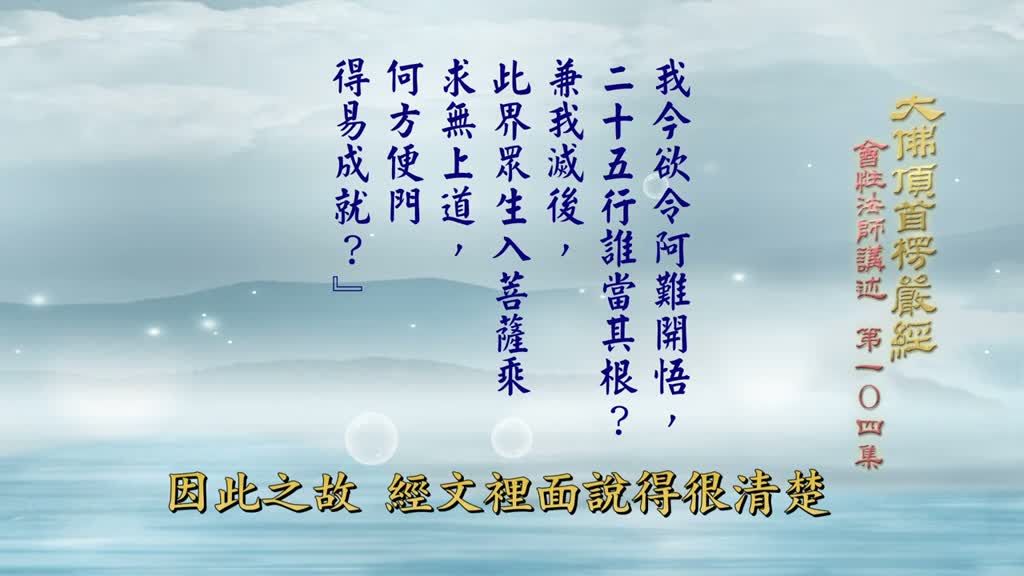 大佛頂首楞嚴經
會性法師講述 第一〇四集
我今欲令阿難開悟，
二十五行誰當其根？
兼我滅後，
此界眾生入菩薩乘
求無上道，
何方便門
得易成就？』
因此之故 經文裡面說得很清楚